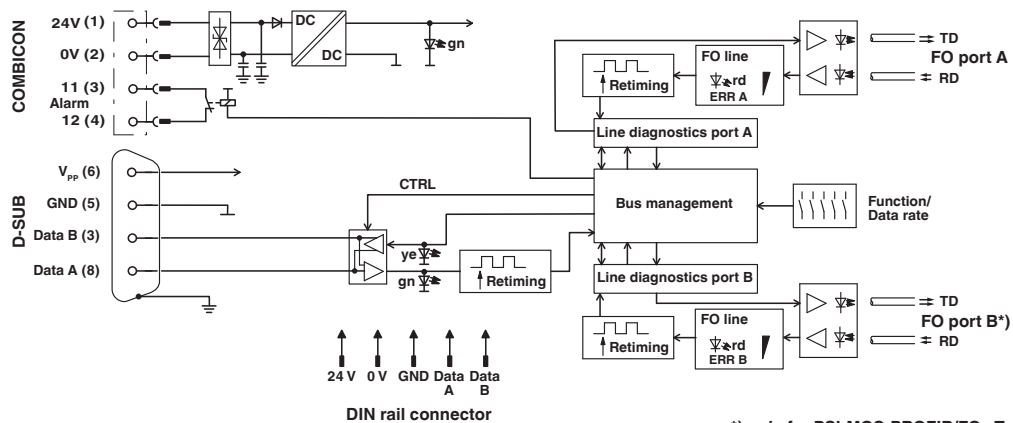 COMBICON
24V (1)
0V (2)
11 (3)
Alarm
12 (4)
DC
DC
gn
D-SUB
VPP (6)
GND (5)
Data B (3)
Data A (8)
CTRL
ye
gn
Retiming
Retiming
FO line
rd
ERR A
TD
FO port A
RD
Line diagnostics port A
Bus management
Function/
Data rate
Line diagnostics port B
Retiming
FO line
rd
ERR B
TD
FO port B*)
RD
24 V
0 V
GND
Data
A
Data
B
DIN rail connector